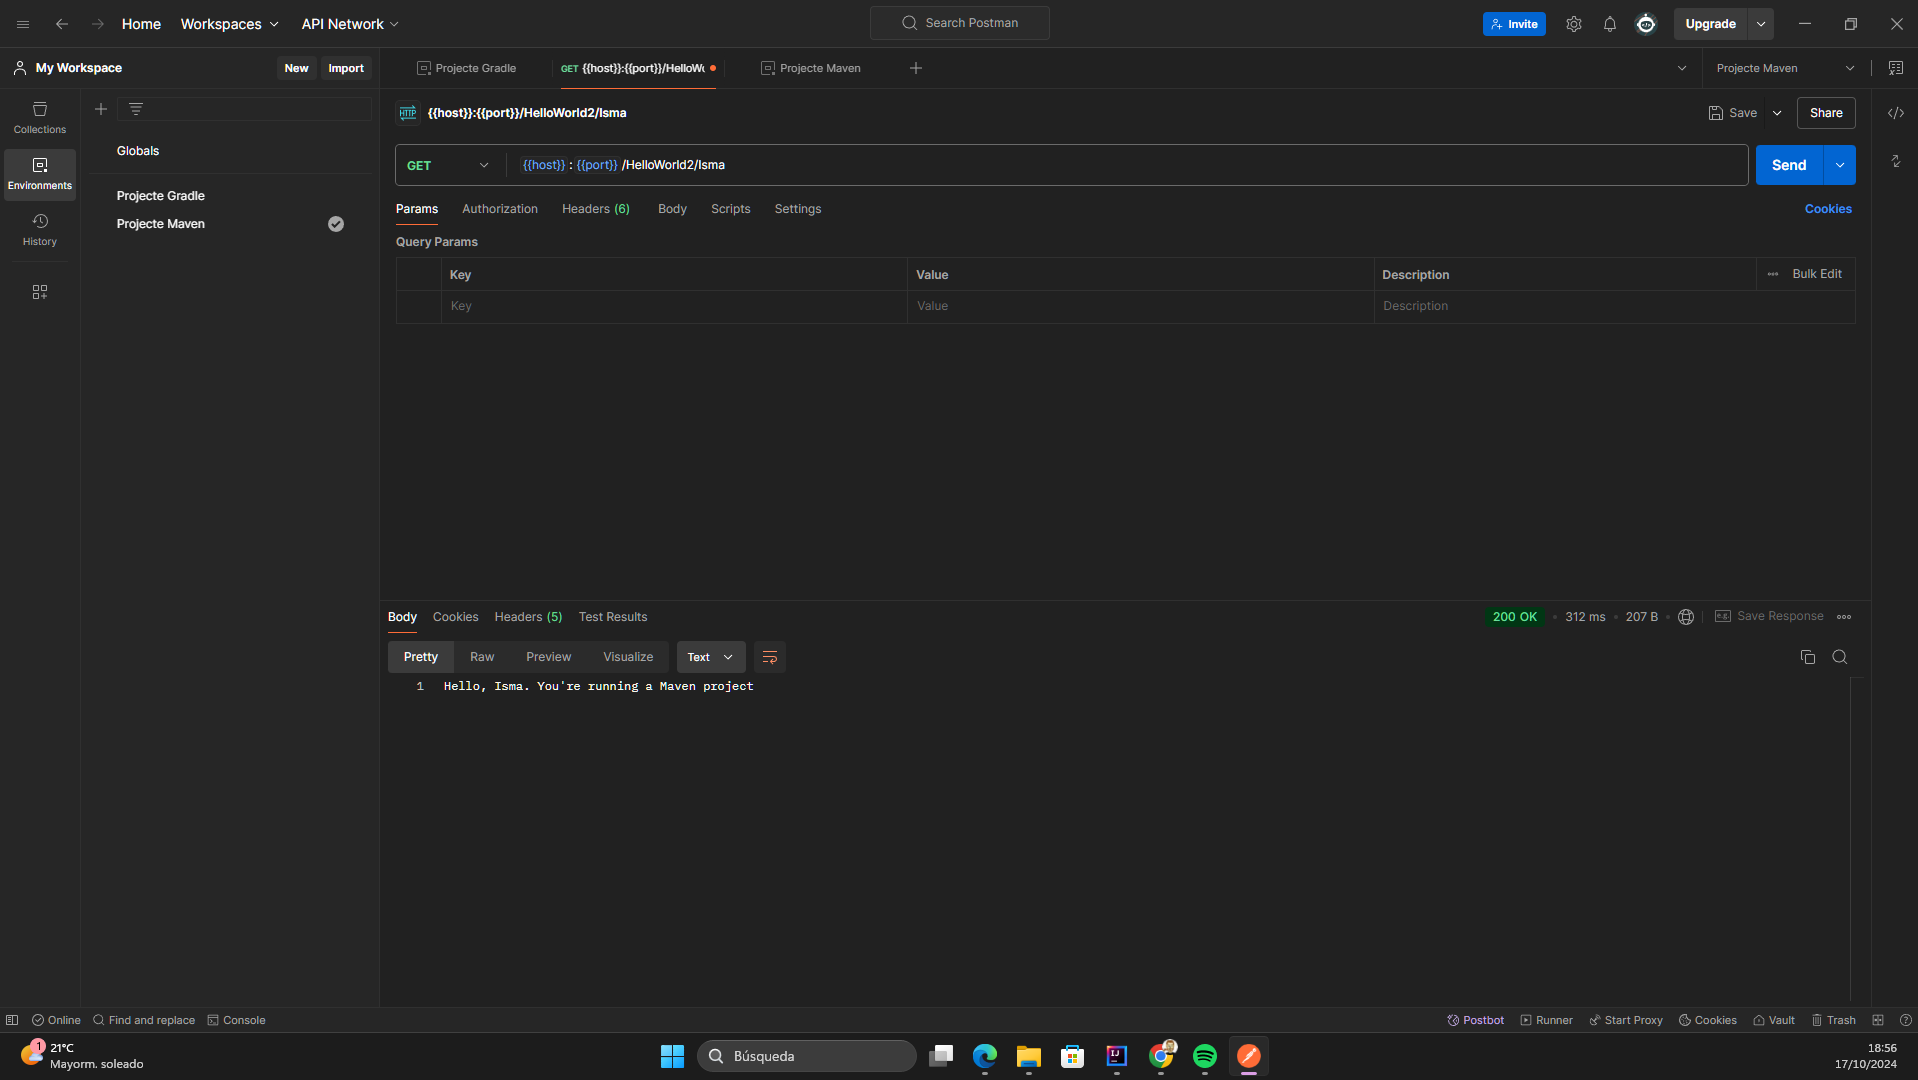 Home Workspaces API Network Search Postman Invite Upgrade
My Workspace New Import Projecte Gradle GET {{host}}:{{port}}/HelloWo Projecte Maven Projecte Maven
Collections
Environments
History
Globals
Projecte Gradle
Projecte Maven
HTTP {{host}}:{{port}}/HelloWorld2/Isma Save Share
GET {{host}} : {{port}} /HelloWorld2/Isma Send
Params Authorization Headers (6) Body Scripts Settings Cookies
Query Params
Key Value Description Bulk Edit
Key Value Description
Body Cookies Headers (5) Test Results 200 OK 312 ms 207 B e.g. Save Response
Pretty Raw Preview Visualize Text
1 Hello, Isma. You're running a Maven project
Online Find and replace Console Postbot Runner Start Proxy Cookies Vault Trash
1 21°C
Mayorm. soleado
Búsqueda
IJ
18:56
17/10/2024